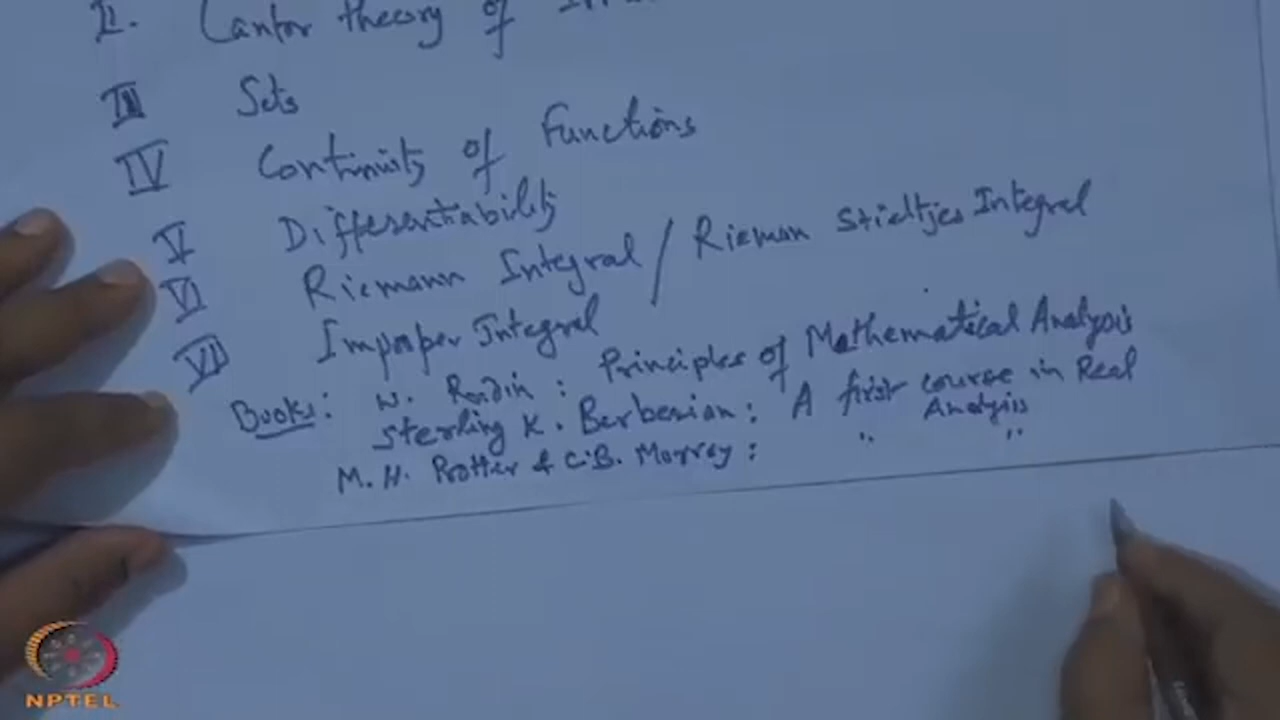 II. Cantor theory of
III Sets
IV Continuity of Functions
V Differentiability
VI Riemann Integral / Rieman Stieltjes Integral
VII Improper Integral
Books: W. Rudin : Principles of Mathematical Analysis
Sterling K. Berberian : A first course in Real Analysis
M. H. Protter & C.B. Morrey : " "
NPTEL